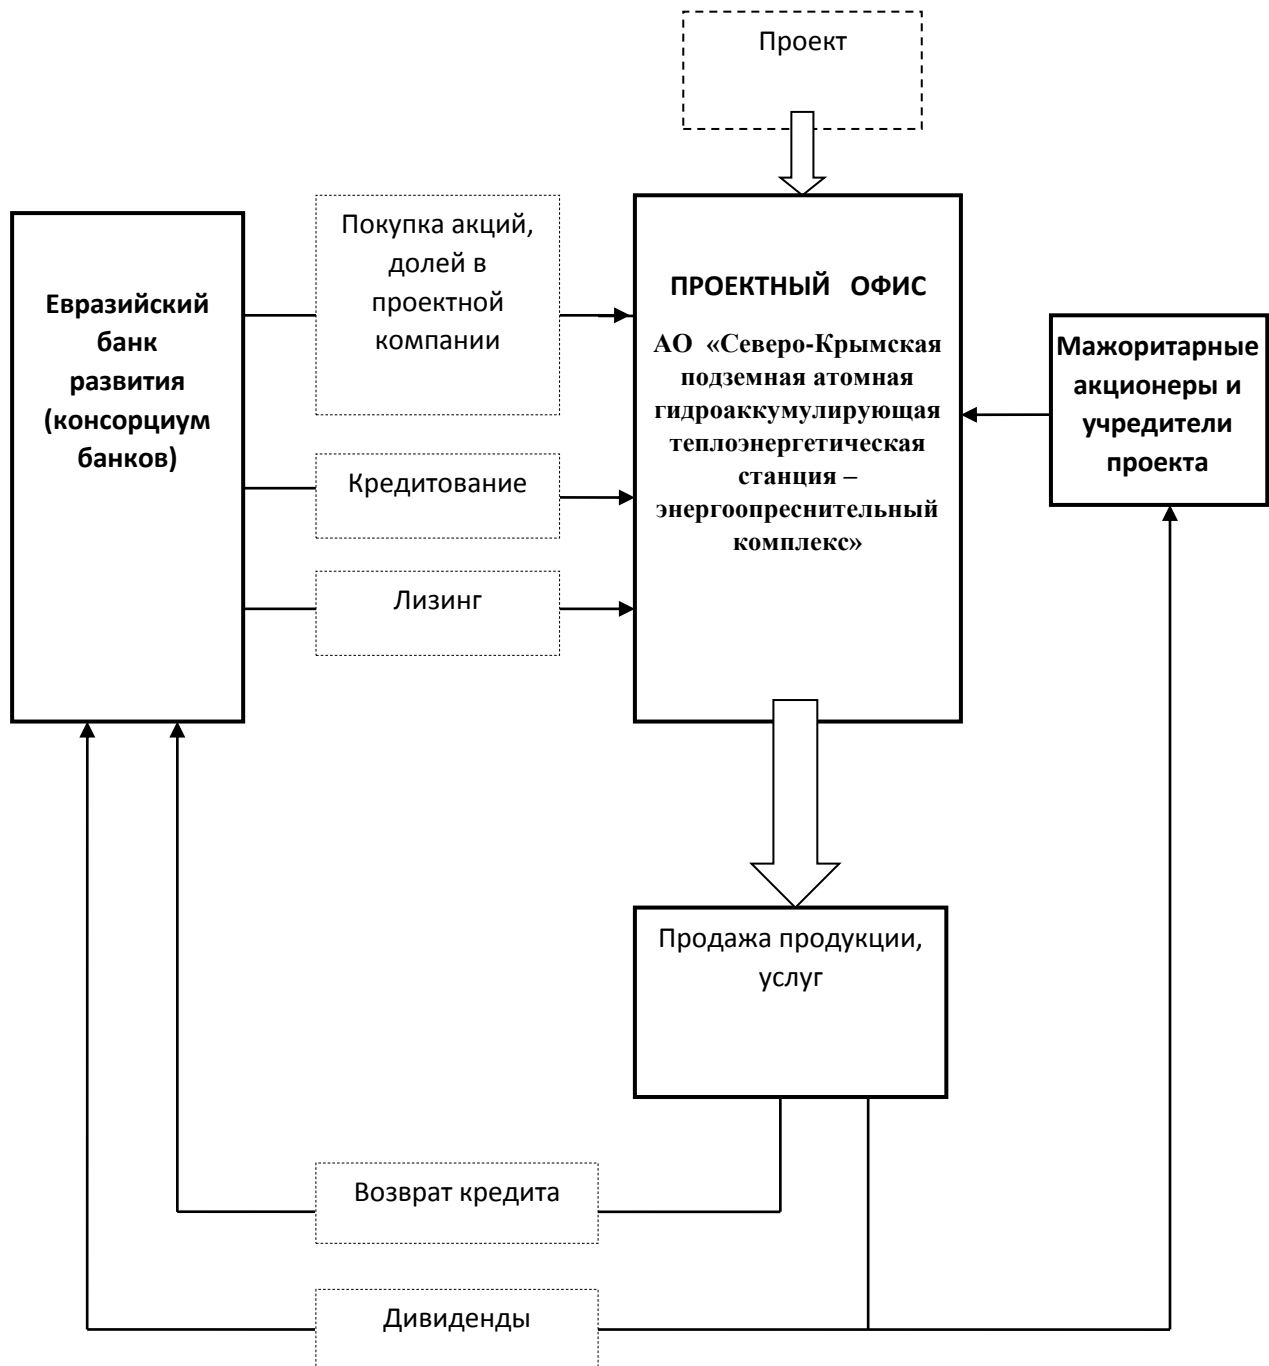 Проект
Покупка акций,
долей в
проектной
компании
Евразийский
банк
развития
(консорциум
банков)
ПРОЕКТНЫЙ ОФИС
АО «Северо-Крымская
подземная атомная
гидроаккумулирующая
теплоэнергетическая
станция –
энергоопреснительный
комплекс»
Мажоритарные
акционеры и
учредители
проекта
Кредитование
Лизинг
Продажа продукции,
услуг
Возврат кредита
Дивиденды